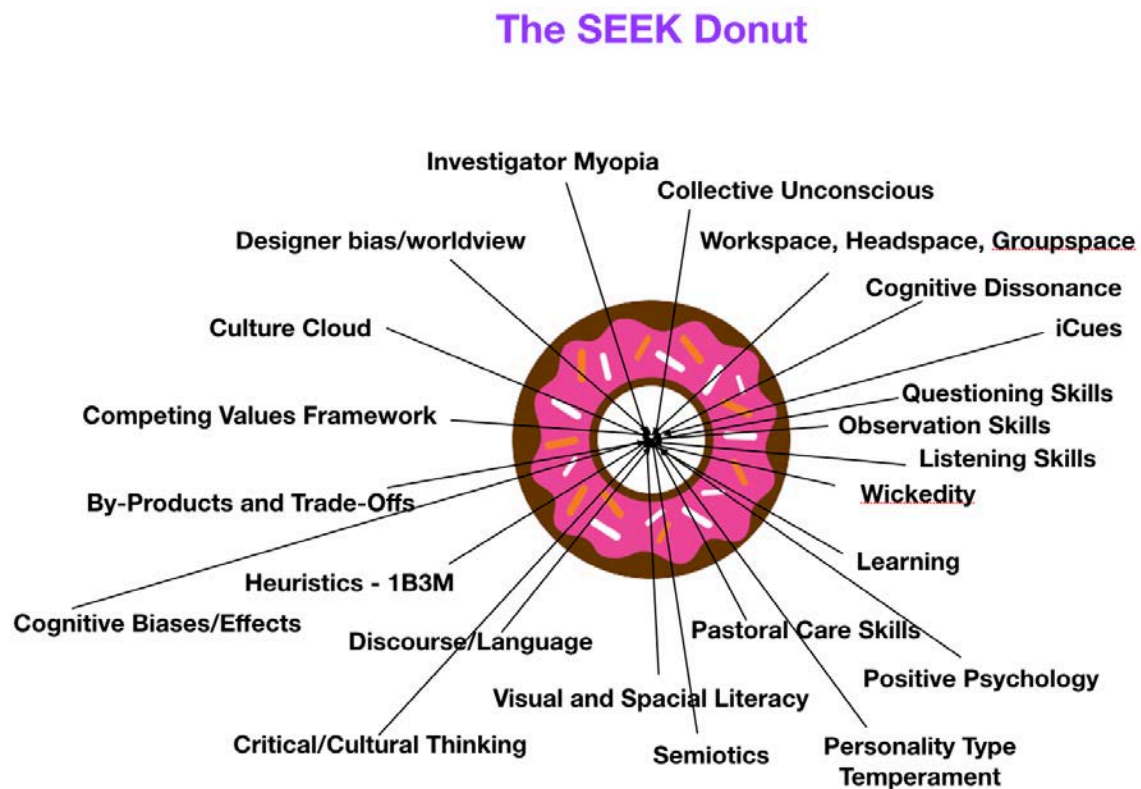 The SEEK Donut
Investigator Myopia
Collective Unconscious
Designer bias/worldview
Workspace, Headspace, Groupspace
Cognitive Dissonance
Culture Cloud
iCues
Questioning Skills
Competing Values Framework
Observation Skills
Listening Skills
Wickedity
By-Products and Trade-Offs
Learning
Heuristics - 1B3M
Cognitive Biases/Effects
Discourse/Language
Pastoral Care Skills
Positive Psychology
Visual and Spacial Literacy
Critical/Cultural Thinking
Semiotics
Personality Type
Temperament